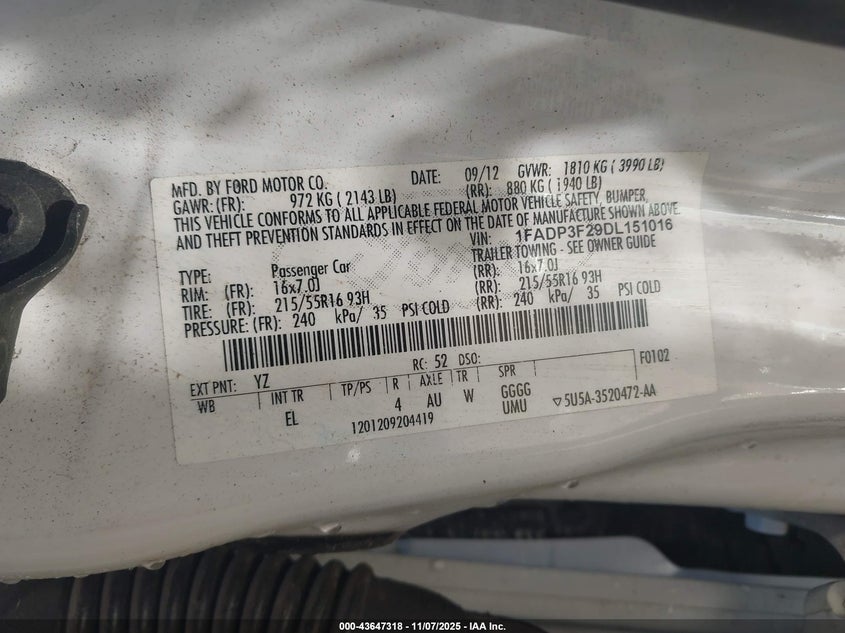 MFD. BY FORD MOTOR CO. DATE: 09/12 GVWR: 1810 KG ( 3990 LB)
GAWR: (FR): 972 KG ( 2143 LB) (RR): 880 KG ( 1940 LB)
THIS VEHICLE CONFORMS TO ALL APPLICABLE FEDERAL MOTOR VEHICLE SAFETY, BUMPER,
AND THEFT PREVENTION STANDARDS IN EFFECT ON THE DATE OF MANUFACTURE SHOWN ABOVE.
VIN: 1FADP3F29DL151016
TYPE: Passenger Car TRAILER TOWING - SEE OWNER GUIDE
RIM: (FR): 16x7.0J (RR): 16x7.0J
TIRE: (FR): 215/55R16 93H (RR): 215/55R16 93H
PRESSURE: (FR): 240 kPa/ 35 PSI COLD (RR): 240 kPa/ 35 PSI COLD
EXT PNT: YZ RC: 52 DSO: F0102
WB INT TR TP/PS R AXLE TR SPR
EL 4 AU W GGGG
UMU
1201209204419 ▽5U5A-3520472-AA
000-43647318 - 11/07/2025 - IAA Inc.